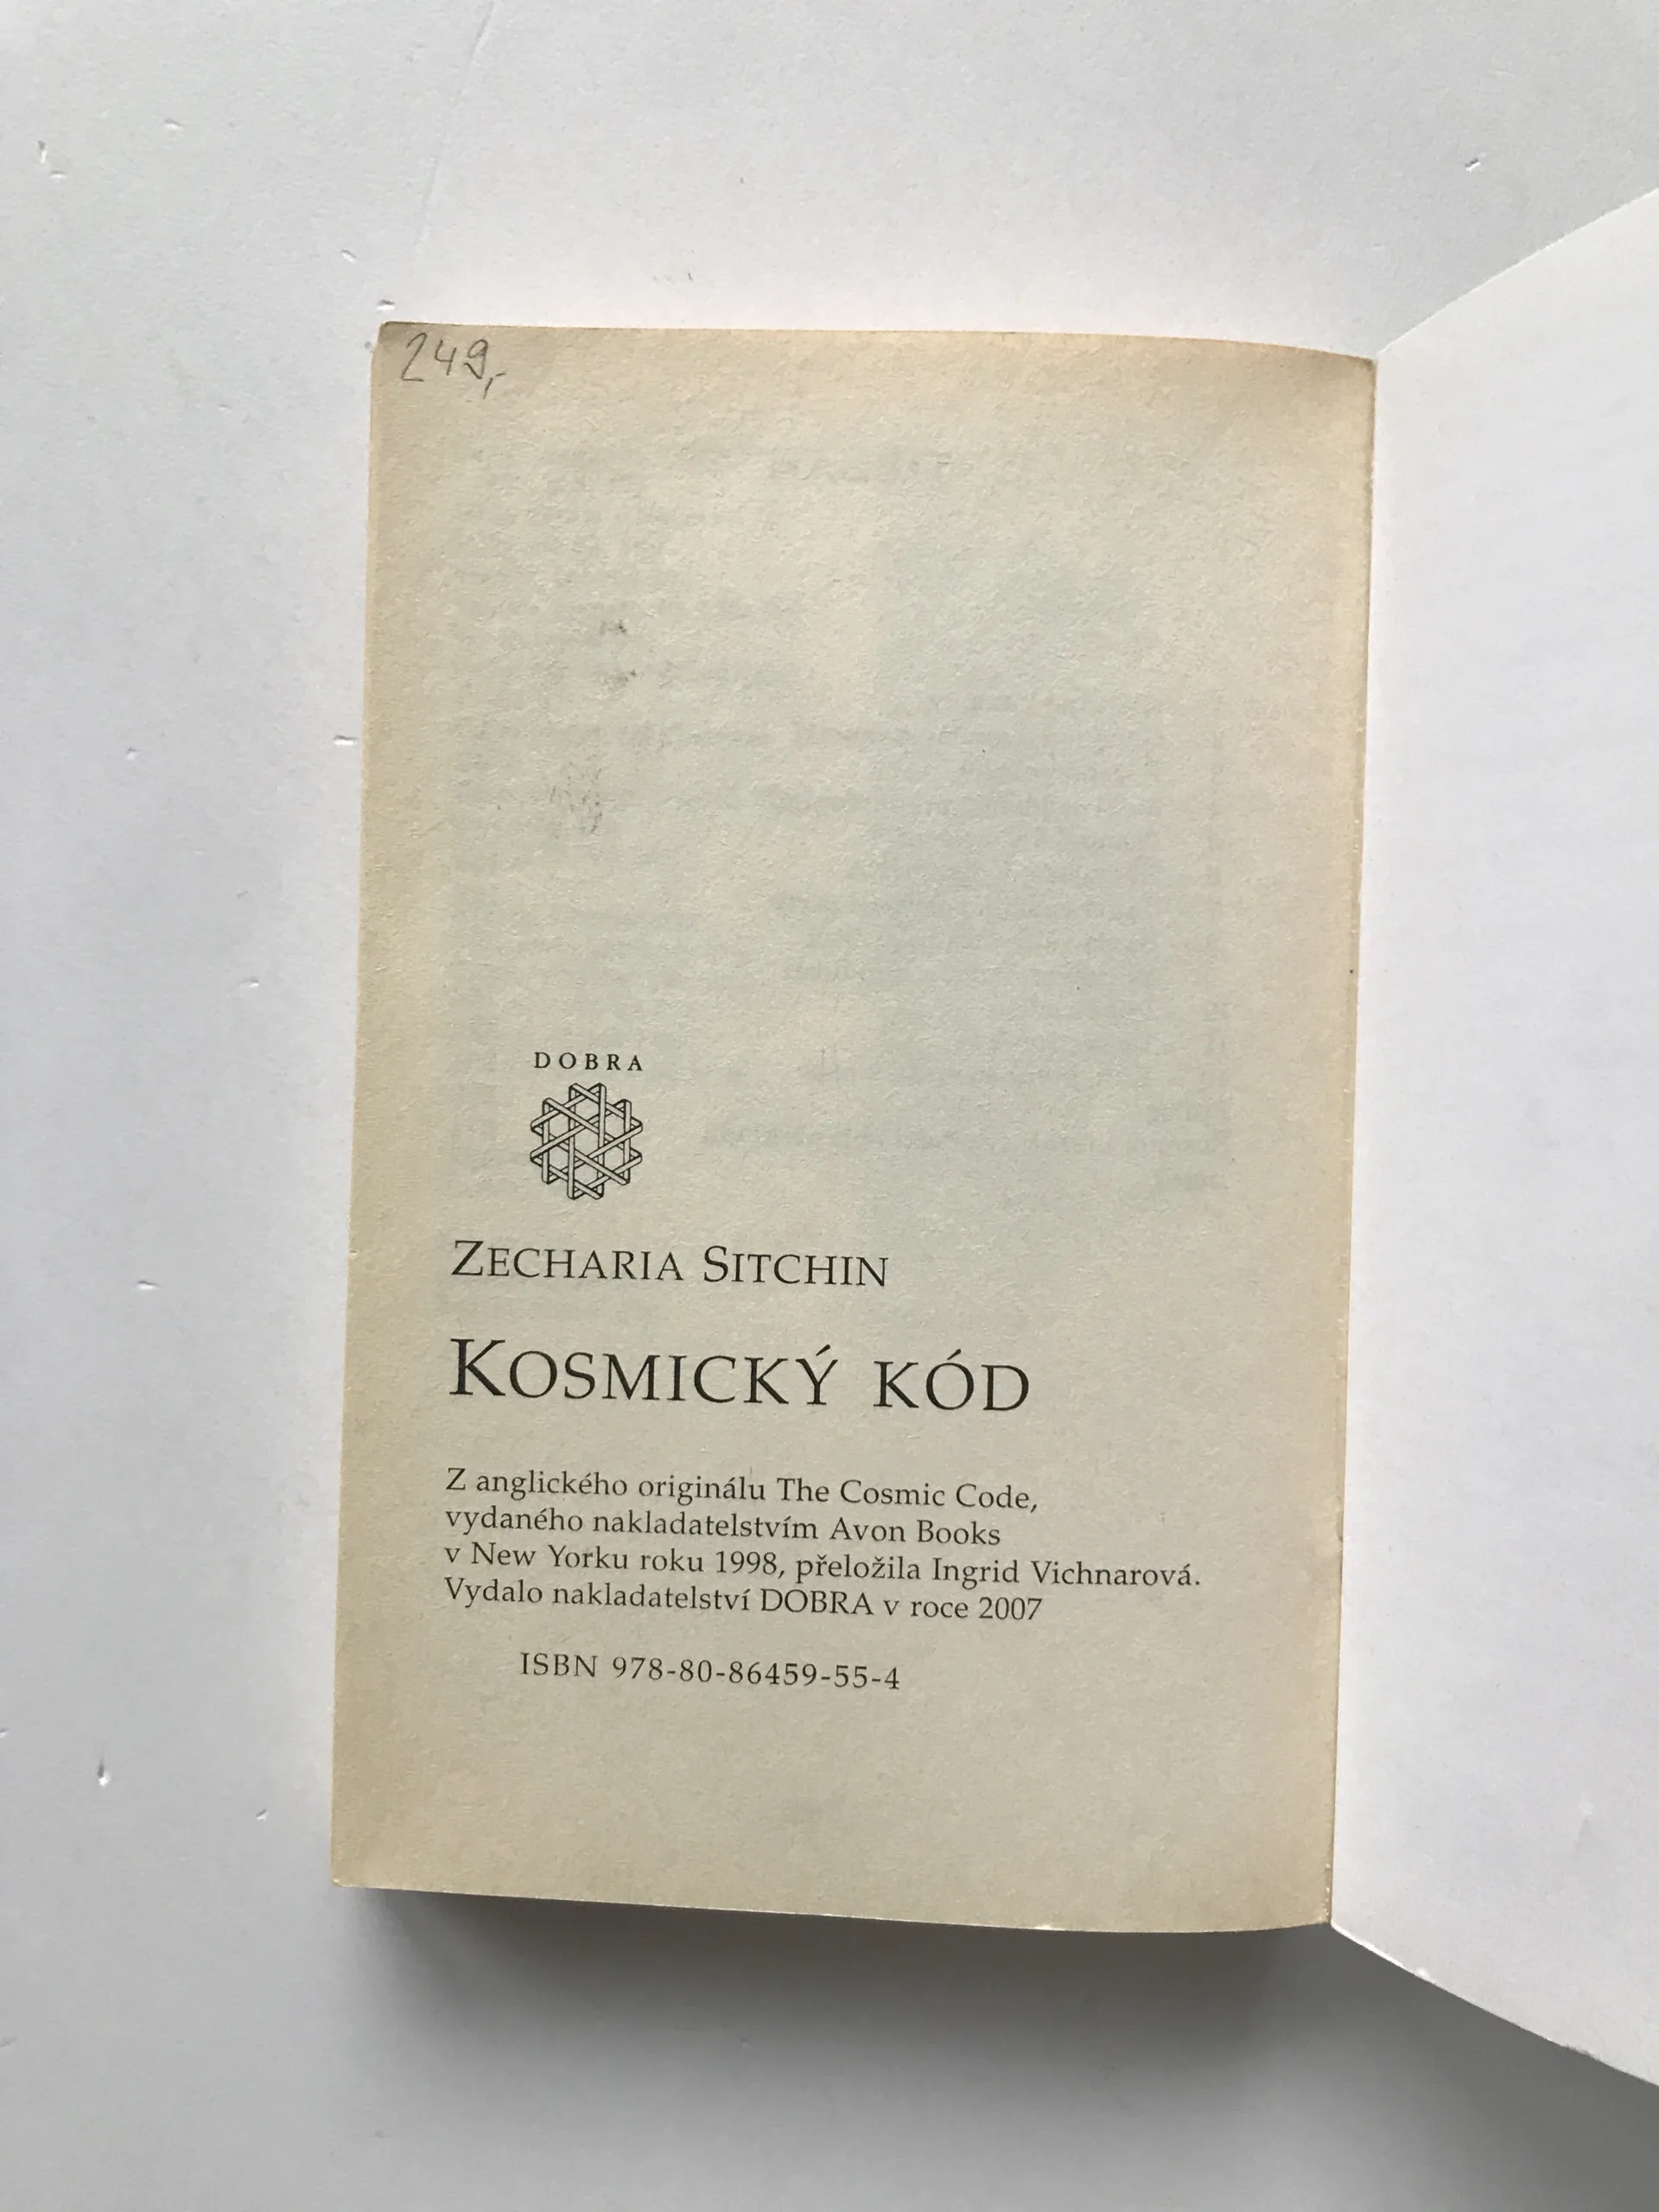 249,-
DOBRA
ZECHARIA SITCHIN
KOSMICKÝ KÓD
Z anglického originálu The Cosmic Code,
vydaného nakladatelstvím Avon Books
v New Yorku roku 1998, přeložila Ingrid Vichnarová.
Vydalo nakladatelství DOBRA v roce 2007
ISBN 978-80-86459-55-4